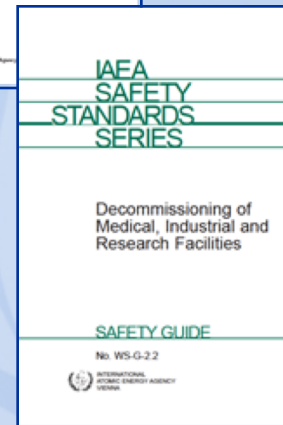 IAEA
SAFETY
STANDARDS
SERIES
Decommissioning of
Medical, Industrial and
Research Facilities
SAFETY GUIDE
No. WS-G-2.2
INTERNATIONAL
ATOMIC ENERGY AGENCY
VIENNA